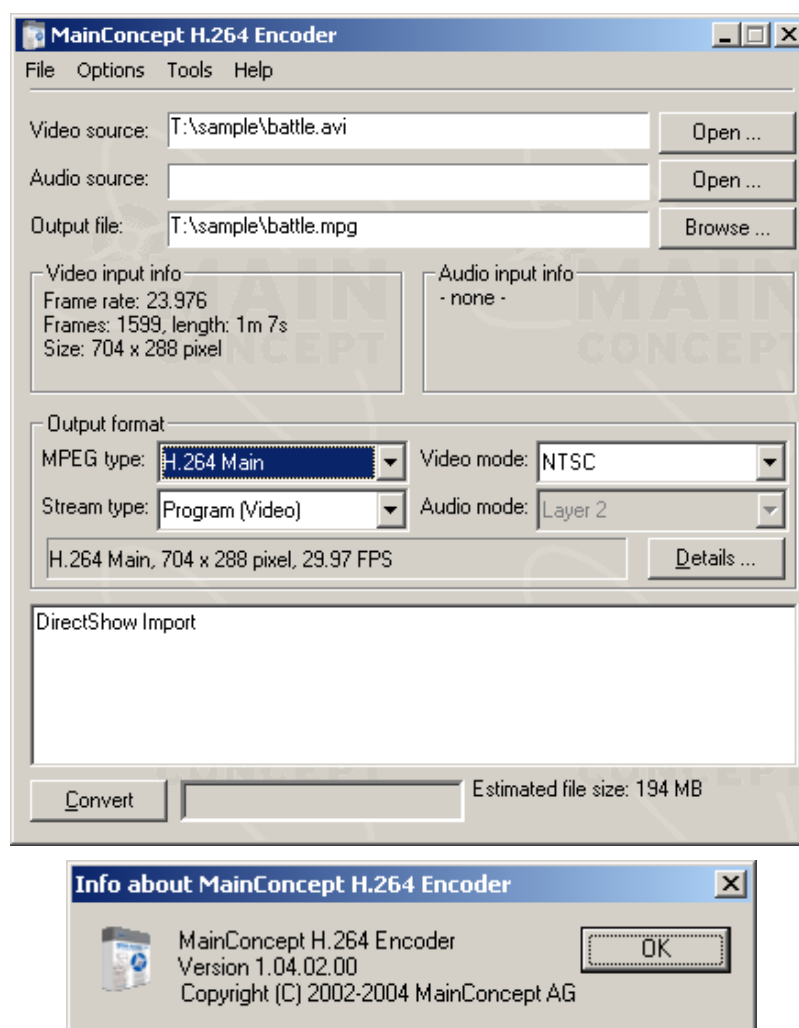 MainConcept H.264 Encoder
File Options Tools Help
Video source: T:\sample\battle.avi Open ...
Audio source: Open ...
Output file: T:\sample\battle.mpg Browse ...
Video input info
Frame rate: 23.976
Frames: 1599, length: 1m 7s
Size: 704 x 288 pixel
Audio input info
- none -
MAIN CONCEPT
MAIN CONCEPT
Output format
MPEG type: H.264 Main Video mode: NTSC
Stream type: Program (Video) Audio mode: Layer 2
H.264 Main, 704 x 288 pixel, 29.97 FPS Details ...
DirectShow Import
Convert Estimated file size: 194 MB
Info about MainConcept H.264 Encoder
MainConcept H.264 Encoder OK
Version 1.04.02.00
Copyright (C) 2002-2004 MainConcept AG